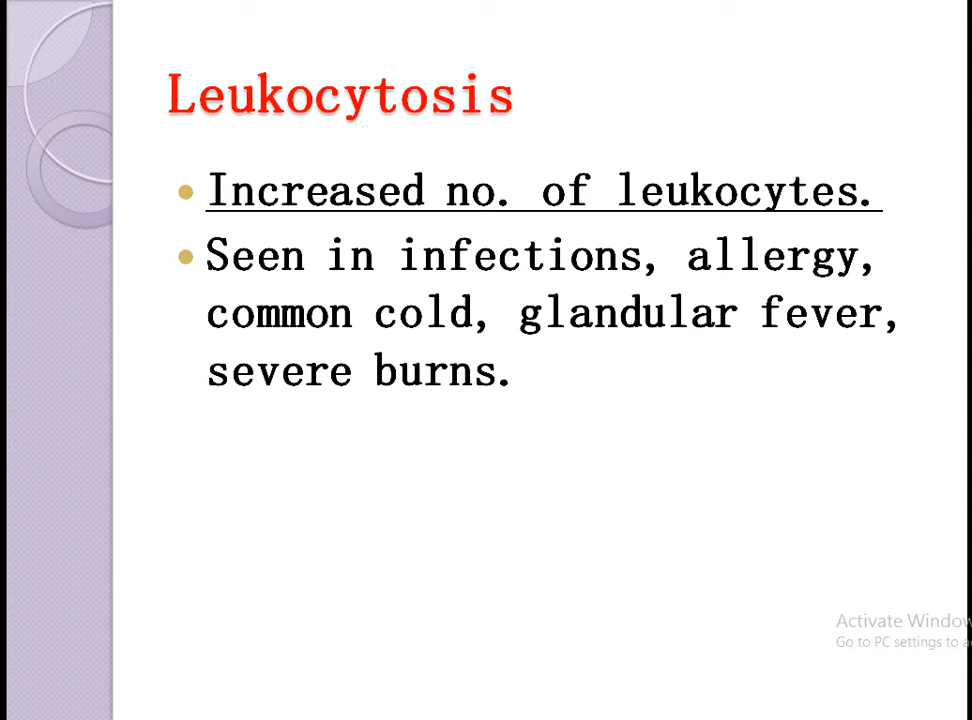 Leukocytosis
Increased no. of leukocytes.
Seen in infections, allergy,
common cold, glandular fever,
severe burns.
Activate Window
Go to PC settings to a